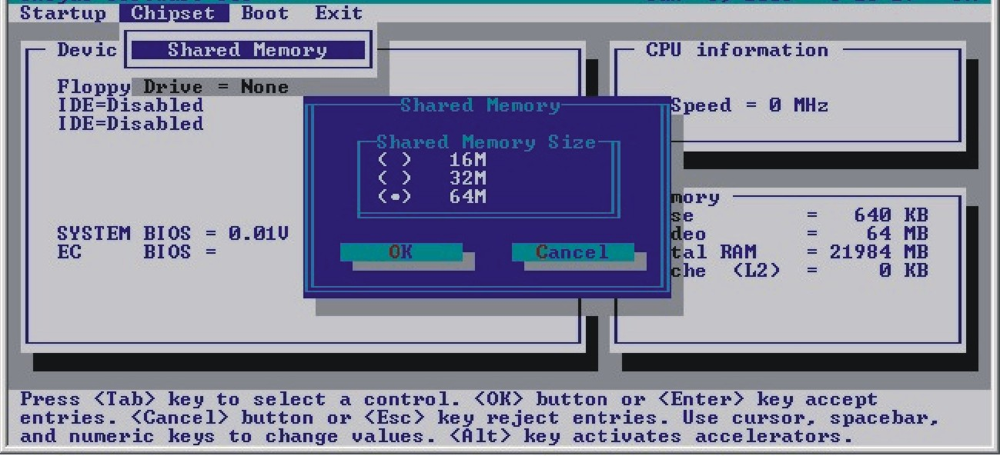 Startup Chipset Boot Exit
Shared Memory
Devic
Floppy Drive = None
IDE=Disabled
IDE=Disabled
SYSTEM BIOS = 0.01V
EC BIOS =
Shared Memory
Shared Memory Size
( ) 16M
( ) 32M
(•) 64M
OK Cancel
CPU information
Speed = 0 MHz
mory
se = 640 KB
deo = 64 MB
tal RAM = 21984 MB
che (L2) = 0 KB
Press <Tab> key to select a control. <OK> button or <Enter> key accept
entries. <Cancel> button or <Esc> key reject entries. Use cursor, spacebar,
and numeric keys to change values. <Alt> key activates accelerators.